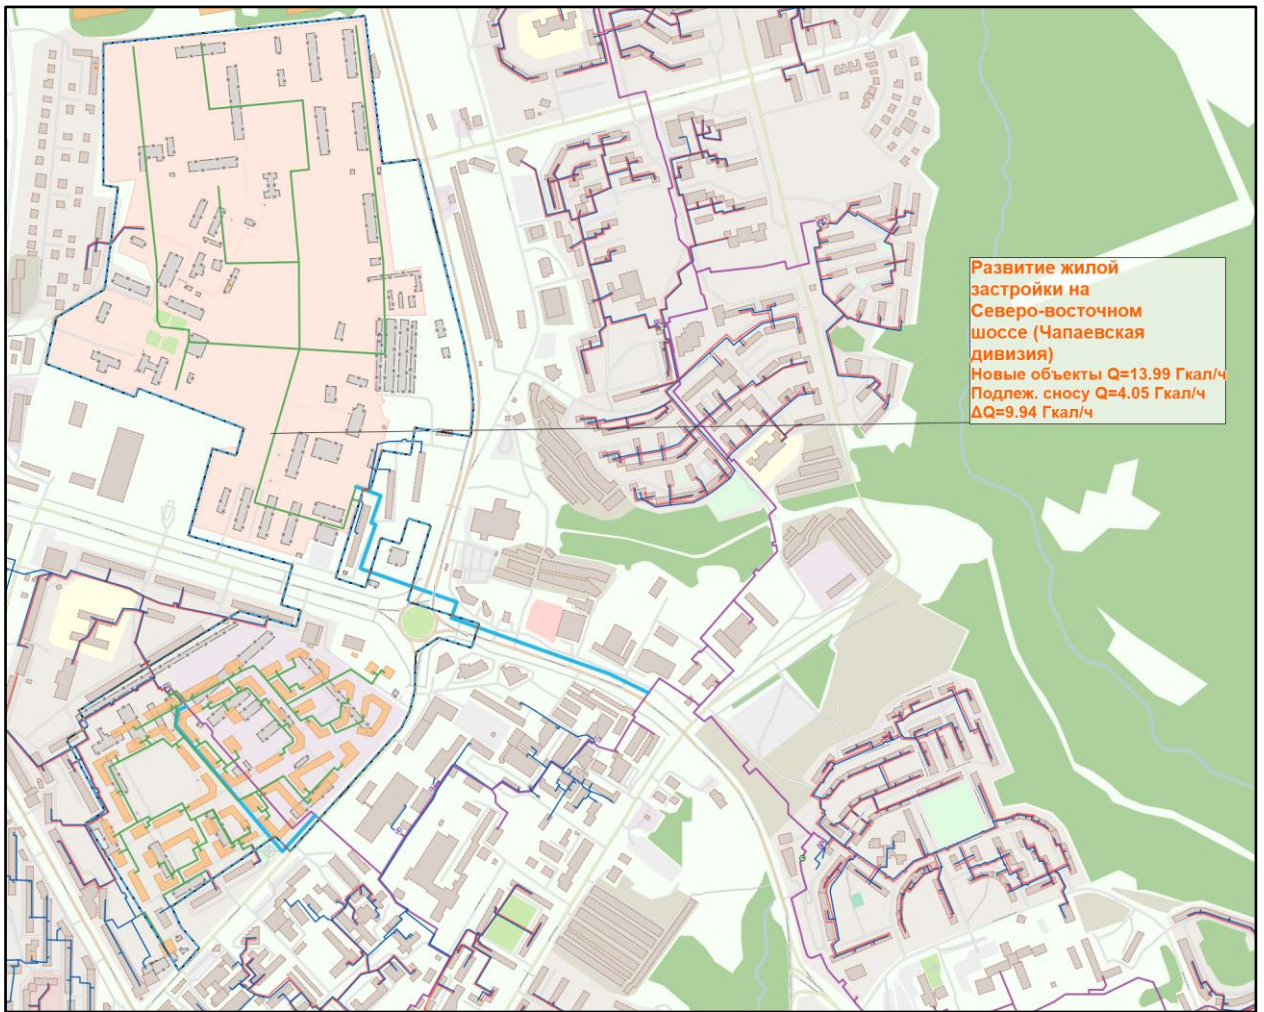 Развитие жилой
застройки на
Северо-восточном
шоссе (Чапаевская
дивизия)
Новые объекты Q=13.99 Гкал/ч
Подлеж. сносу Q=4.05 Гкал/ч
ΔQ=9.94 Гкал/ч